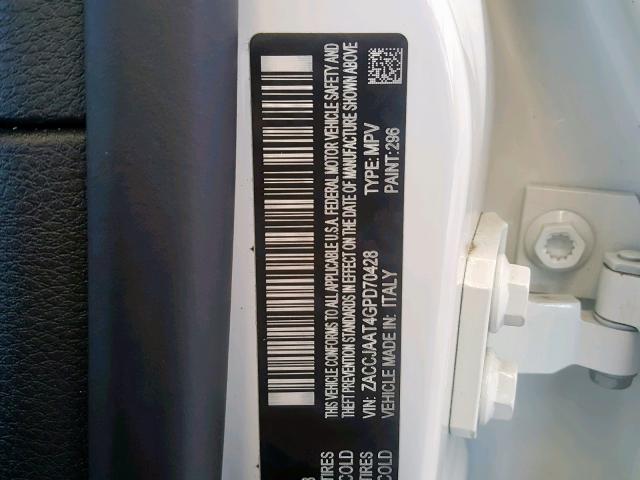 THIS VEHICLE CONFORMS TO ALL APPLICABLE U.S.A. FEDERAL MOTOR VEHICLE SAFETY AND
THEFT PREVENTION STANDARDS IN EFFECT ON THE DATE OF MANUFACTURE SHOWN ABOVE
VIN: ZACCJAAT4GPD70428 TYPE: MPV
VEHICLE MADE IN: ITALY PAINT: 296
TIRES
COLD
TIRES
COLD